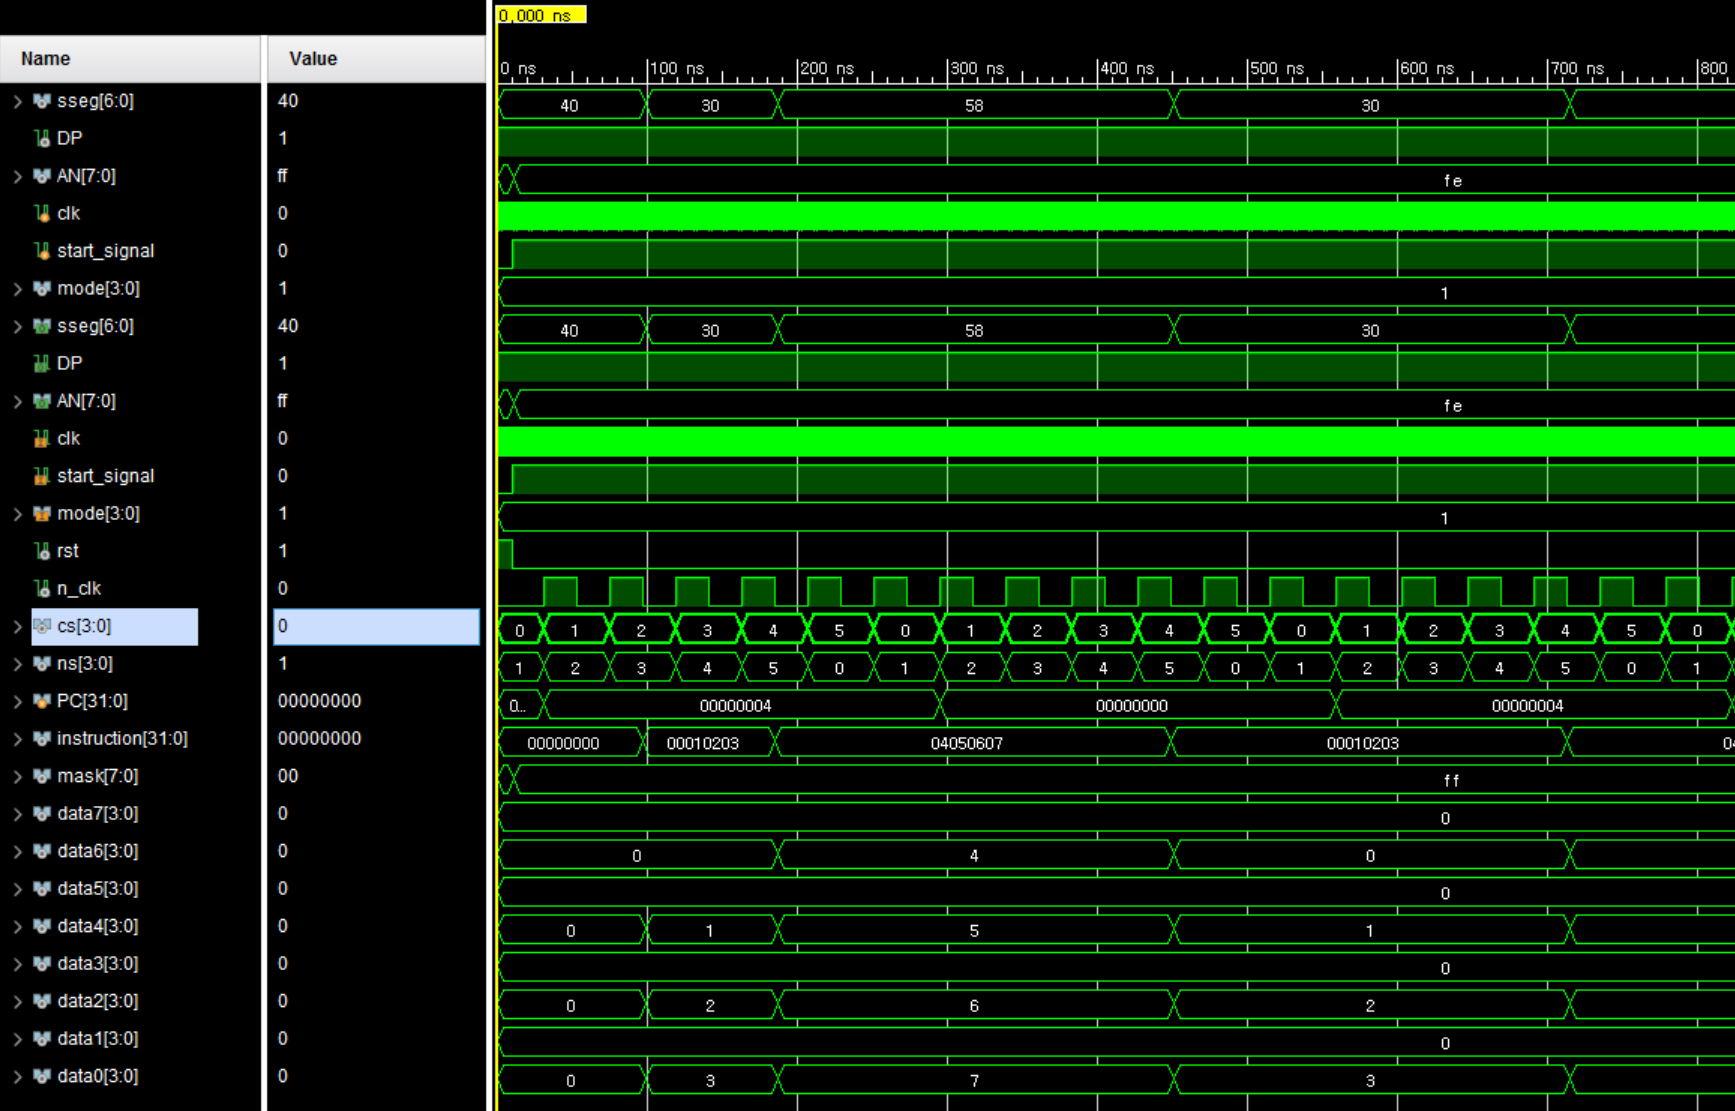 0,000 ns
Name Value
0 ns 100 ns 200 ns 300 ns 400 ns 500 ns 600 ns 700 ns 800
sseg[6:0] 40 40 30 58 30
DP 1
AN[7:0] ff fe
clk 0
start_signal 0
mode[3:0] 1 1
sseg[6:0] 40 40 30 58 30
DP 1
AN[7:0] ff fe
clk 0
start_signal 0
mode[3:0] 1 1
rst 1
n_clk 0
cs[3:0] 0 0 1 2 3 4 5 0 1 2 3 4 5 0 1 2 3 4 5 0
ns[3:0] 1 1 2 3 4 5 0 1 2 3 4 5 0 1 2 3 4 5 0 1
PC[31:0] 00000000 0... 00000004 00000000 00000004
instruction[31:0] 00000000 00000000 00010203 04050607 00010203 04
mask[7:0] 00 ff
data7[3:0] 0 0
data6[3:0] 0 0 4 0
data5[3:0] 0 0
data4[3:0] 0 0 1 5 1
data3[3:0] 0 0
data2[3:0] 0 0 2 6 2
data1[3:0] 0 0
data0[3:0] 0 0 3 7 3